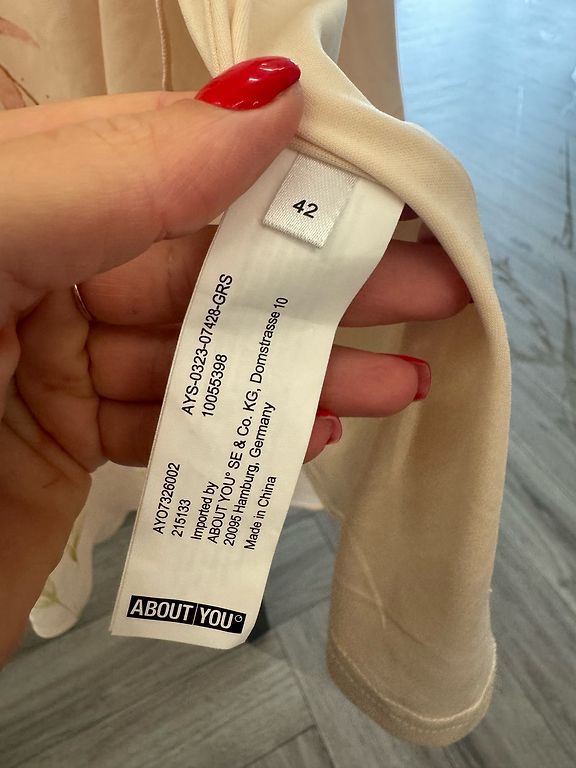 42
AYS-0323-07428-GRS
10055398
AYO7326002
215133
Imported by
ABOUT YOU° SE & Co. KG, Domstrasse 10
20095 Hamburg, Germany
Made in China
ABOUT YOU°